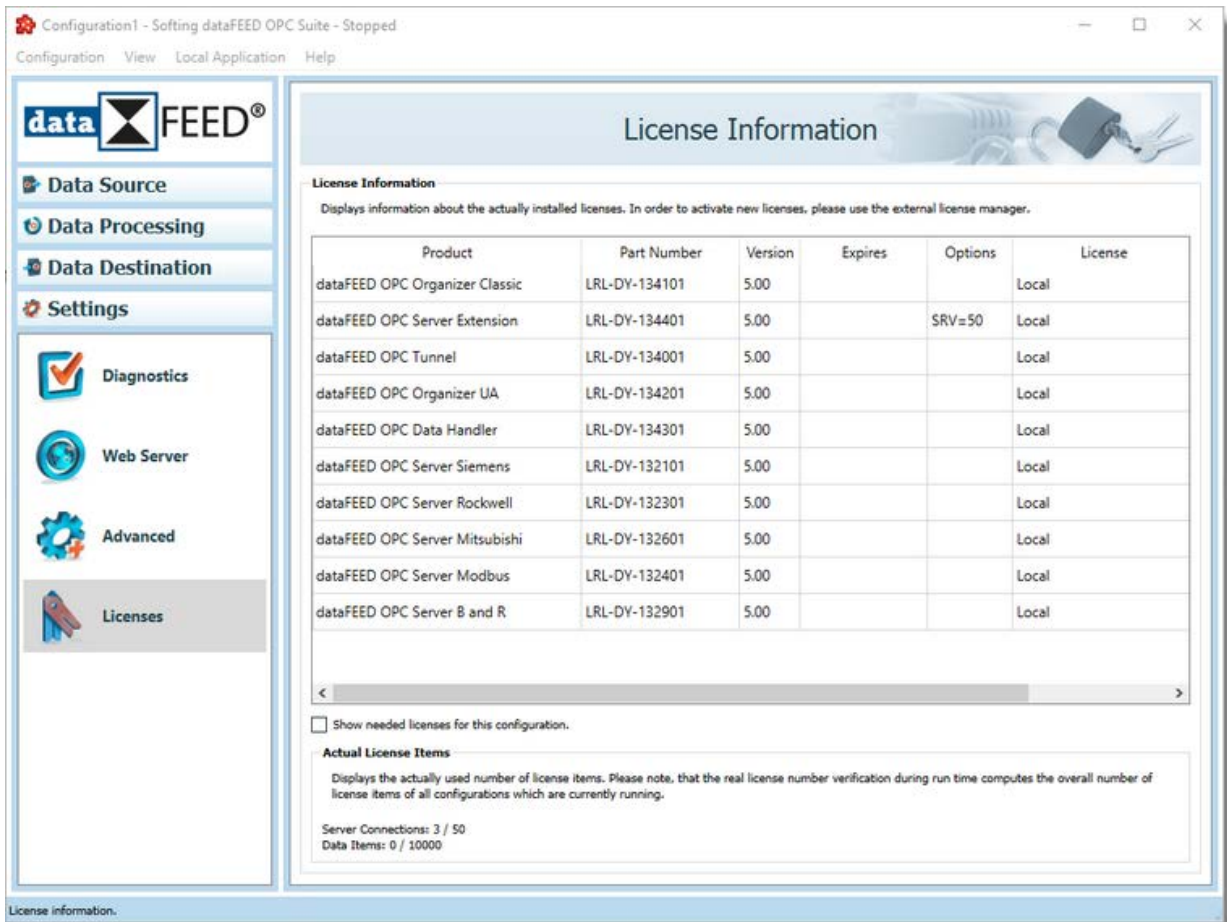 Configuration1 - Softing dataFEED OPC Suite - Stopped
Configuration View Local Application Help
data FEED®
Data Source
Data Processing
Data Destination
Settings
Diagnostics
Web Server
Advanced
Licenses
License Information
License Information
Displays information about the actually installed licenses. In order to activate new licenses, please use the external license manager.
Product Part Number Version Expires Options License
dataFEED OPC Organizer Classic LRL-DY-134101 5.00 Local
dataFEED OPC Server Extension LRL-DY-134401 5.00 SRV=50 Local
dataFEED OPC Tunnel LRL-DY-134001 5.00 Local
dataFEED OPC Organizer UA LRL-DY-134201 5.00 Local
dataFEED OPC Data Handler LRL-DY-134301 5.00 Local
dataFEED OPC Server Siemens LRL-DY-132101 5.00 Local
dataFEED OPC Server Rockwell LRL-DY-132301 5.00 Local
dataFEED OPC Server Mitsubishi LRL-DY-132601 5.00 Local
dataFEED OPC Server Modbus LRL-DY-132401 5.00 Local
dataFEED OPC Server B and R LRL-DY-132901 5.00 Local
Show needed licenses for this configuration.
Actual License Items
Displays the actually used number of license items. Please note, that the real license number verification during run time computes the overall number of
license items of all configurations which are currently running.
Server Connections: 3 / 50
Data Items: 0 / 10000
License information.